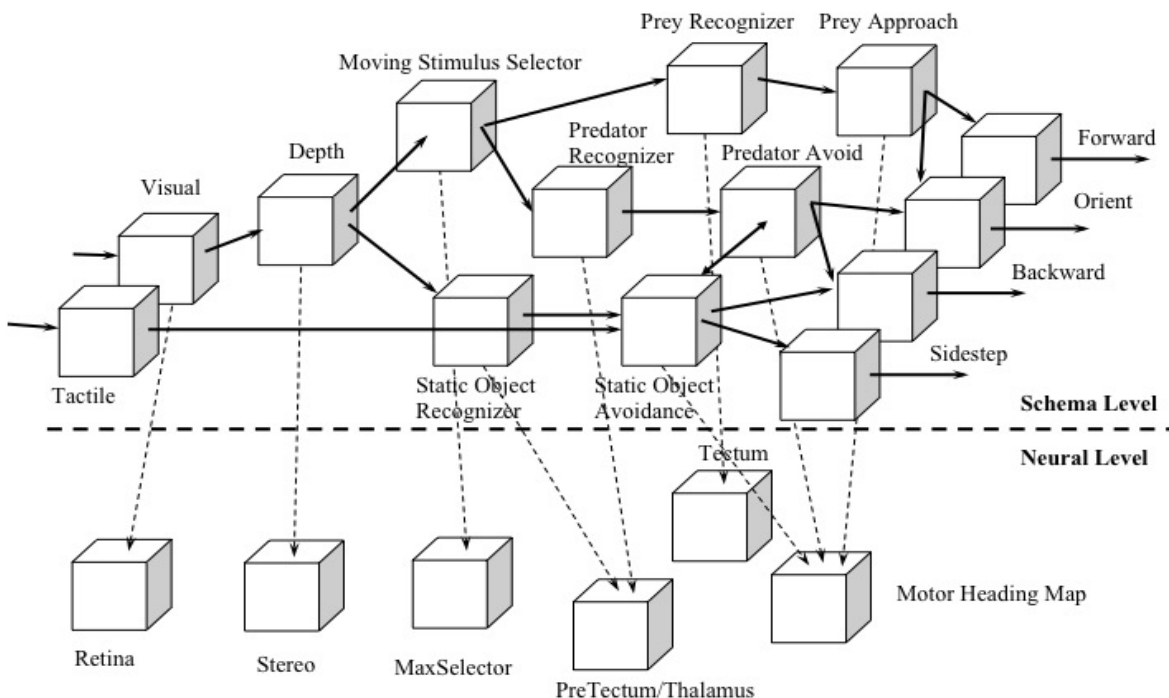 Prey Recognizer
Prey Approach
Moving Stimulus Selector
Predator
Recognizer
Predator Avoid
Forward
Depth
Visual
Orient
Backward
Sidestep
Tactile
Static Object
Recognizer
Static Object
Avoidance
Schema Level
Neural Level
Tectum
Motor Heading Map
Retina
Stereo
MaxSelector
PreTectum/Thalamus